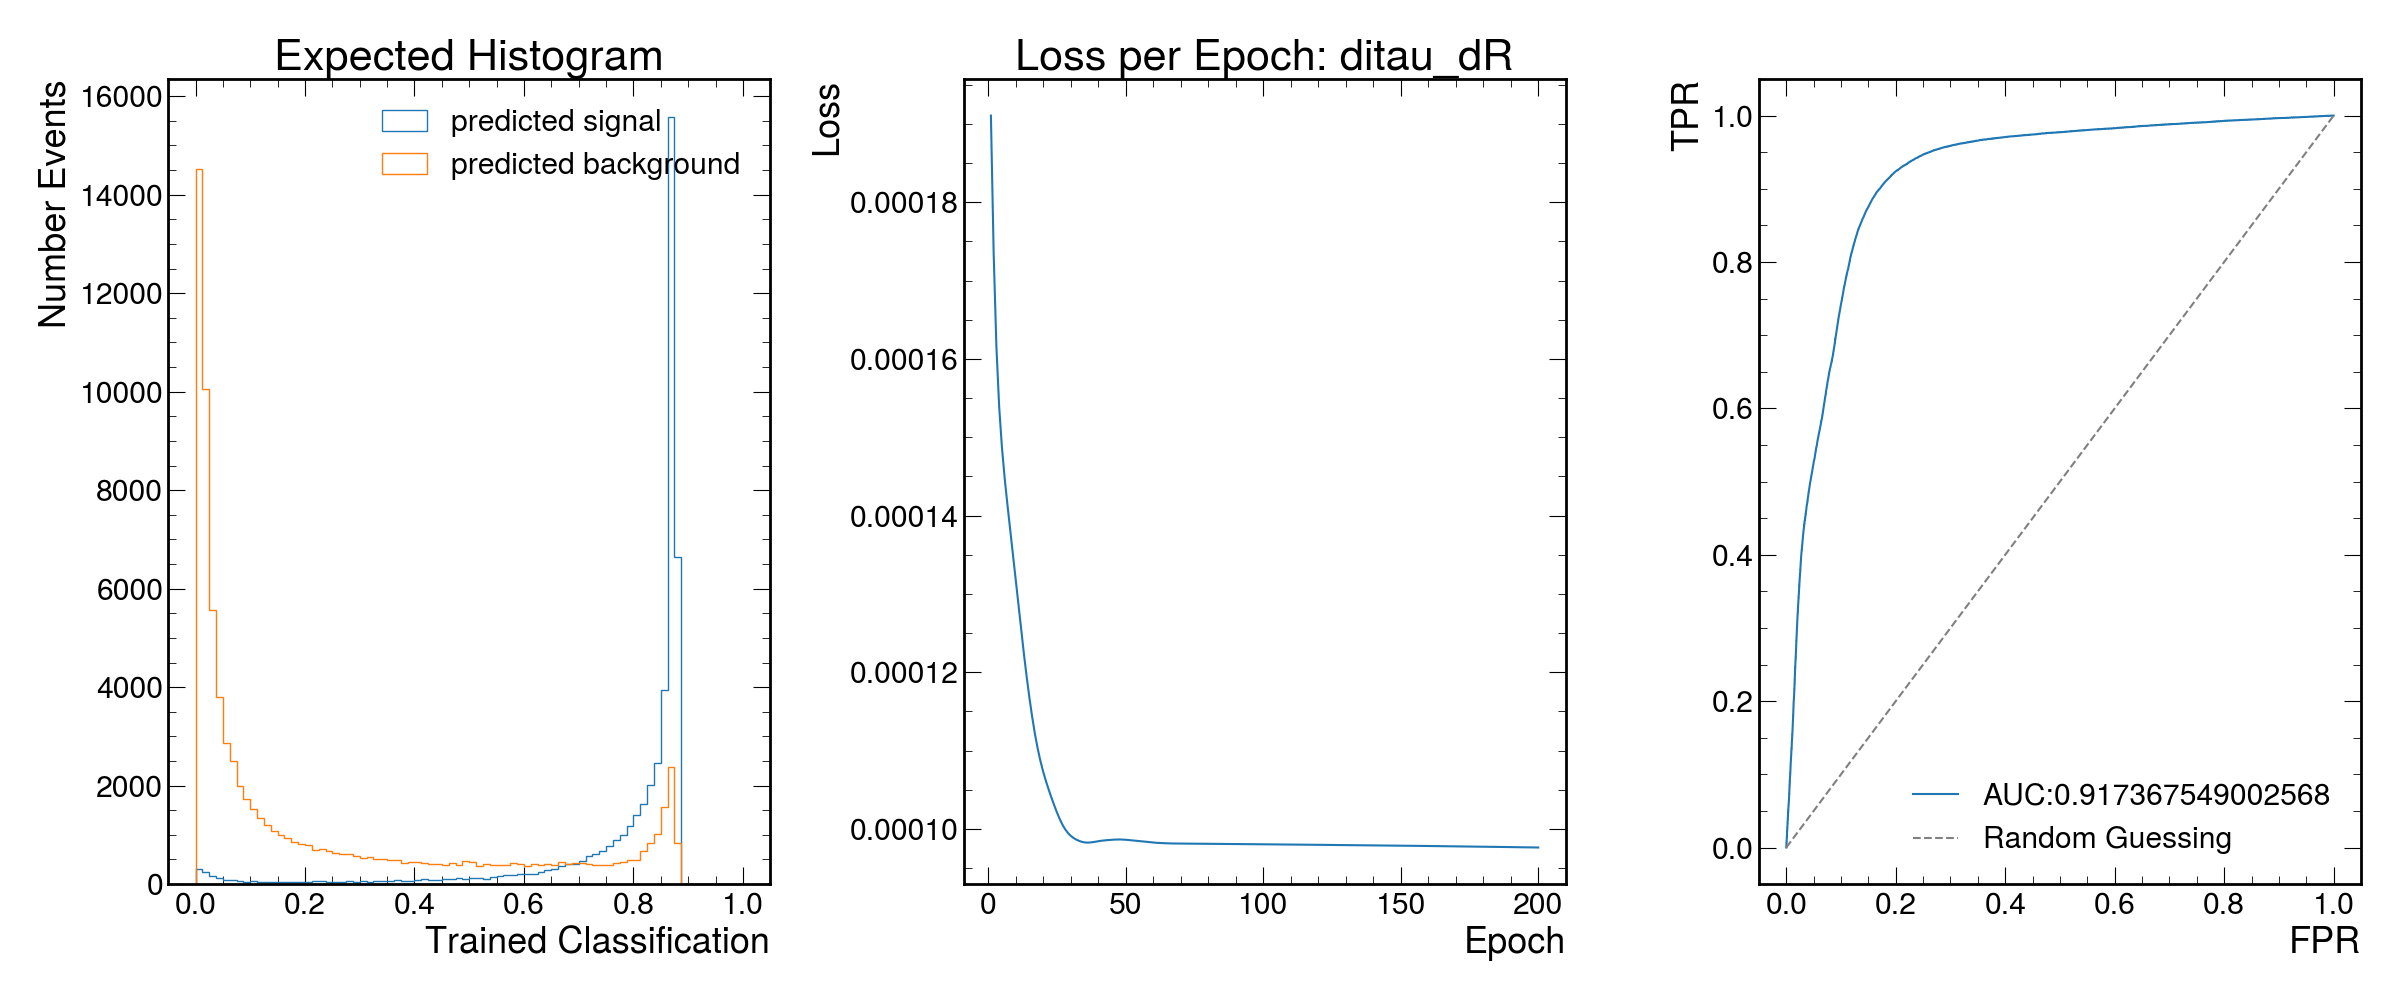 Expected Histogram
Number Events
16000
14000
12000
10000
8000
6000
4000
2000
0
predicted signal
predicted background
0.0 0.2 0.4 0.6 0.8 1.0
Trained Classification
Loss per Epoch: ditau_dR
Loss
0.00018
0.00016
0.00014
0.00012
0.00010
0 50 100 150 200
Epoch
TPR
1.0
0.8
0.6
0.4
0.2
0.0
AUC:0.917367549002568
Random Guessing
0.0 0.2 0.4 0.6 0.8 1.0
FPR